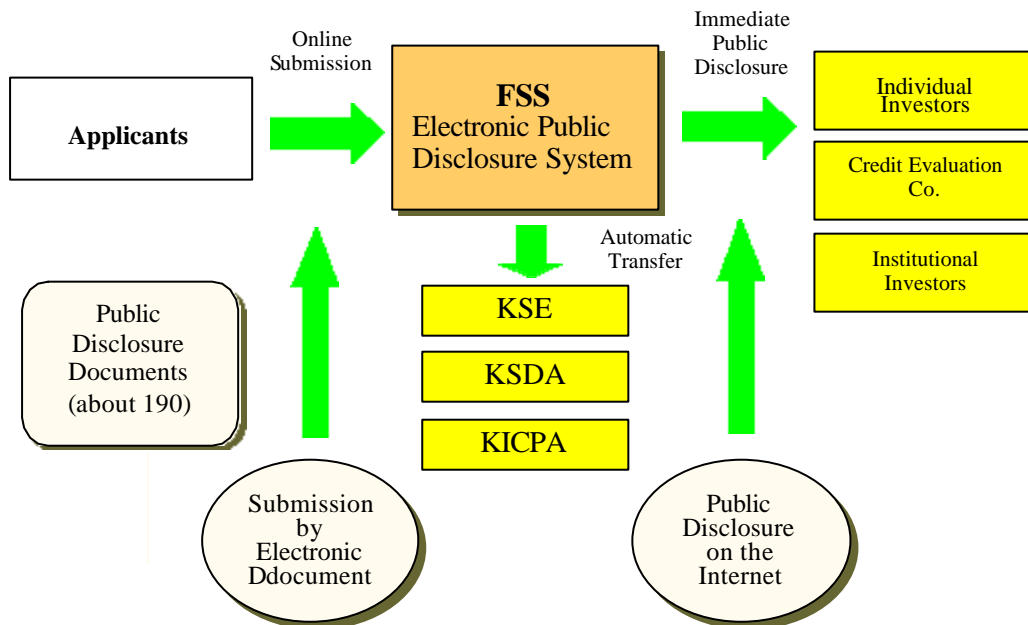 Online
Submission
Immediate
Public
Disclosure
Applicants
FSS
Electronic Public
Disclosure System
Individual
Investors
Credit Evaluation
Co.
Institutional
Investors
Automatic
Transfer
KSE
KSDA
KICPA
Public
Disclosure
Documents
(about 190)
Submission
by
Electronic
Ddocument
Public
Disclosure
on the
Internet